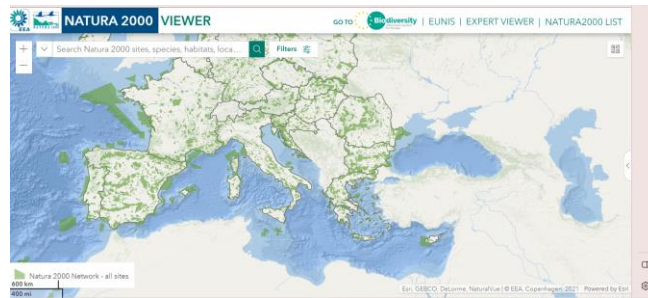 EEA
NATURA 2000 VIEWER
GO TO Biodiversity | EUNIS | EXPERT VIEWER | NATURA2000 LIST
Search Natura 2000 sites, species, habitats, loca...
Filters
Natura 2000 Network - all sites
600 km
400 mi
Esri, GEBCO, DeLorme, NaturalVue | © EEA, Copenhagen, 2021 Powered by Esri